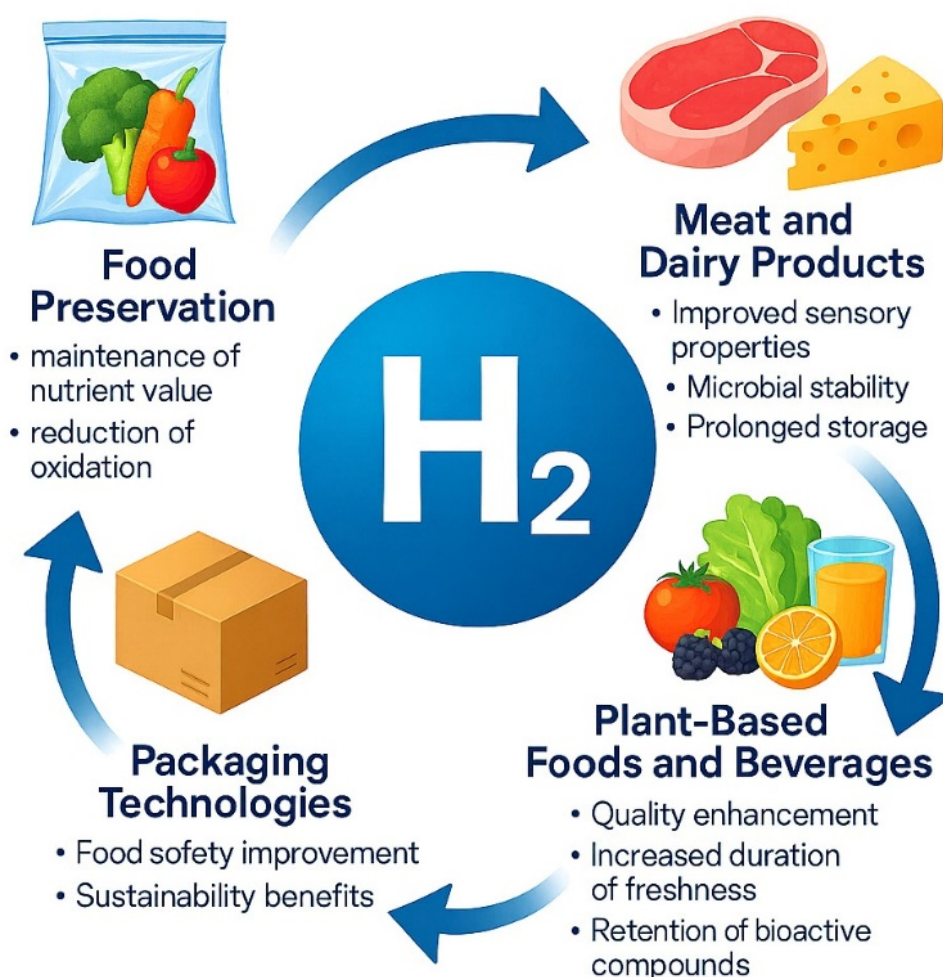 Food
Preservation
• maintenance of
nutrient value
• reduction of
oxidation
Meat and
Dairy Products
• Improved sensory
properties
• Microbial stability
• Prolonged storage
H2
Plant-Based
Foods and Beverages
• Quality enhancement
• Increased duration
of freshness
• Retention of bioactive
compounds
Packaging
Technologies
• Food sofety improvement
• Sustainability benefits